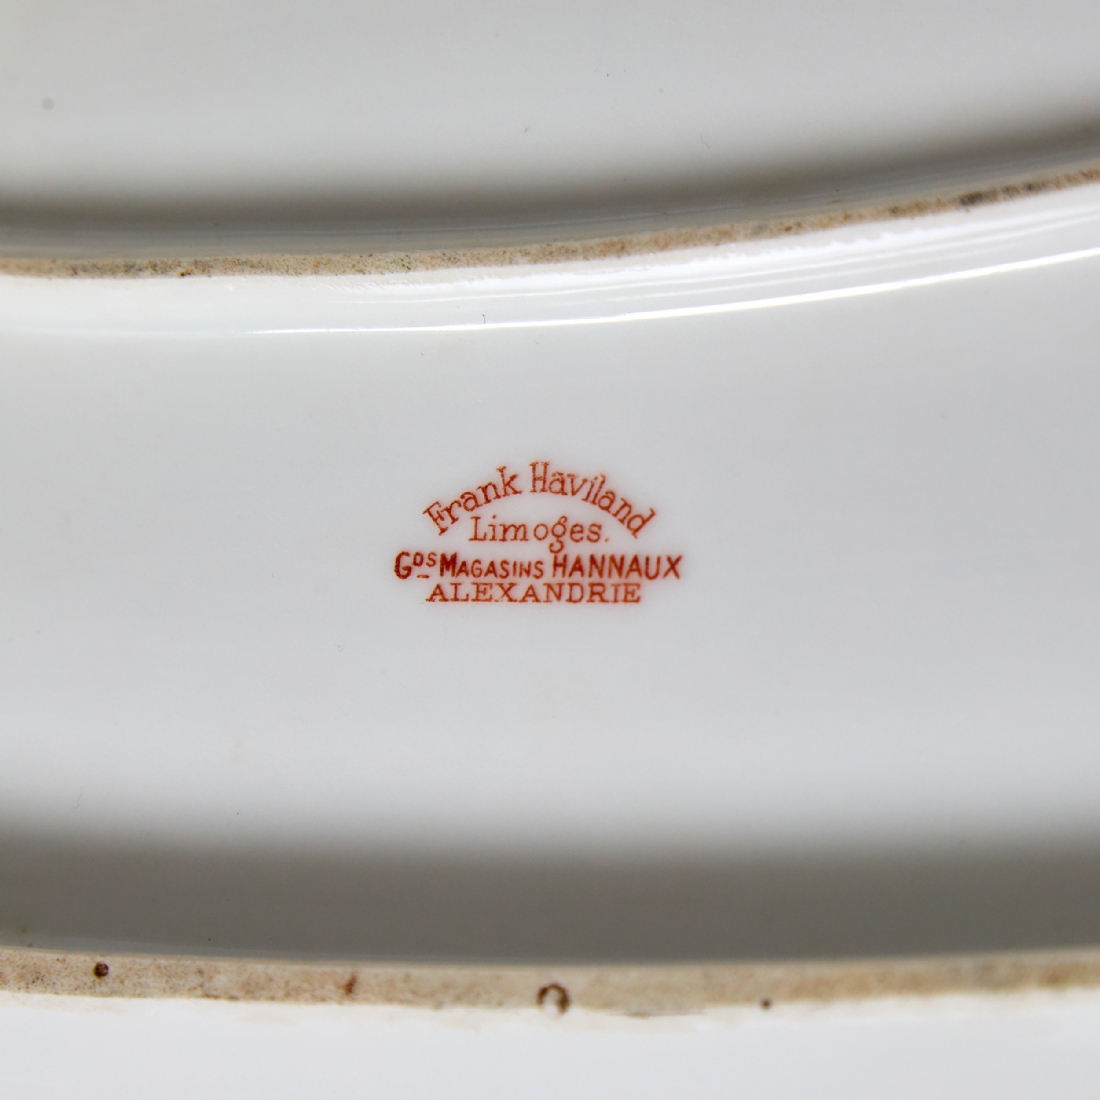 Frank Haviland
Limoges.
Gds Magasins HANNAUX
ALEXANDRIE